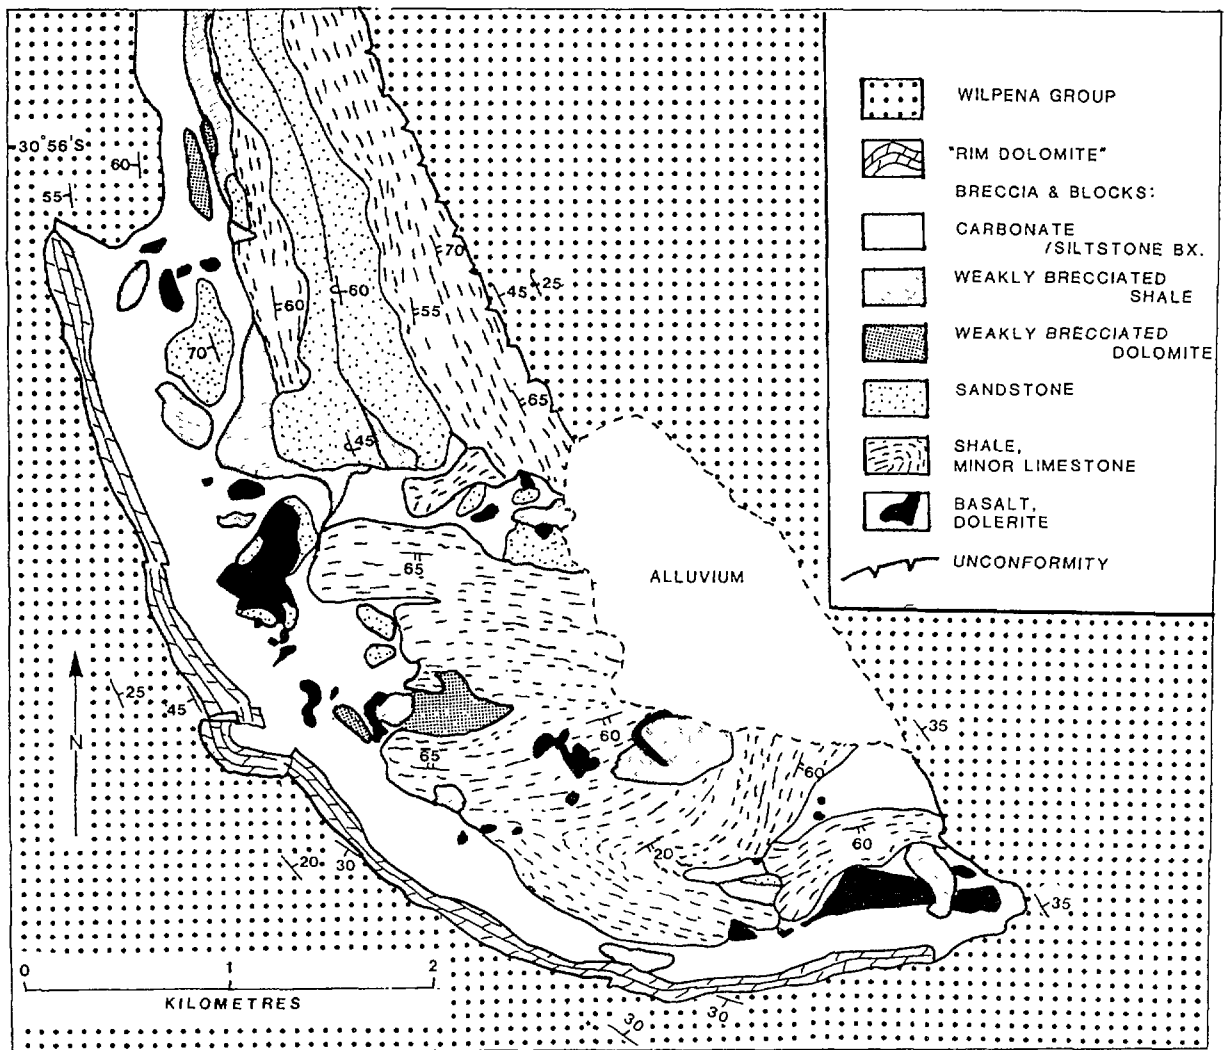 30°56'S
60
55
70
60
60
55
70
45
25
65
45
65
ALLUVIUM
25
45
N
65
60
60
35
20
30
20
60
35
30
30
0 1 2
KILOMETRES
WILPENA GROUP
"RIM DOLOMITE"
BRECCIA & BLOCKS:
CARBONATE
/SILTSTONE BX.
WEAKLY BRECCIATED
SHALE
WEAKLY BRECCIATED
DOLOMITE
SANDSTONE
SHALE,
MINOR LIMESTONE
BASALT,
DOLERITE
UNCONFORMITY